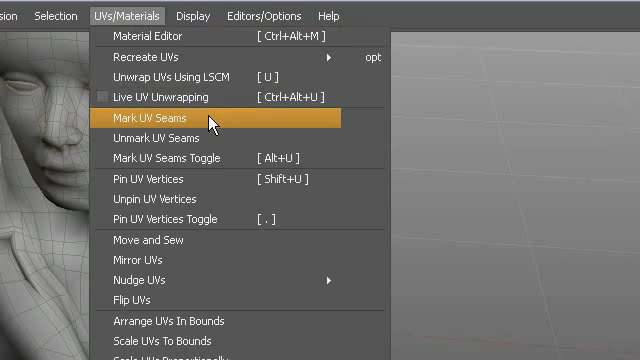 sion Selection UVs/Materials Display Editors/Options Help
Material Editor [ Ctrl+Alt+M ]
Recreate UVs opt
Unwrap UVs Using LSCM [ U ]
Live UV Unwrapping [ Ctrl+Alt+U ]
Mark UV Seams
Unmark UV Seams
Mark UV Seams Toggle [ Alt+U ]
Pin UV Vertices [ Shift+U ]
Unpin UV Vertices
Pin UV Vertices Toggle [ . ]
Move and Sew
Mirror UVs
Nudge UVs
Flip UVs
Arrange UVs In Bounds
Scale UVs To Bounds
Scale UVs Proportionally